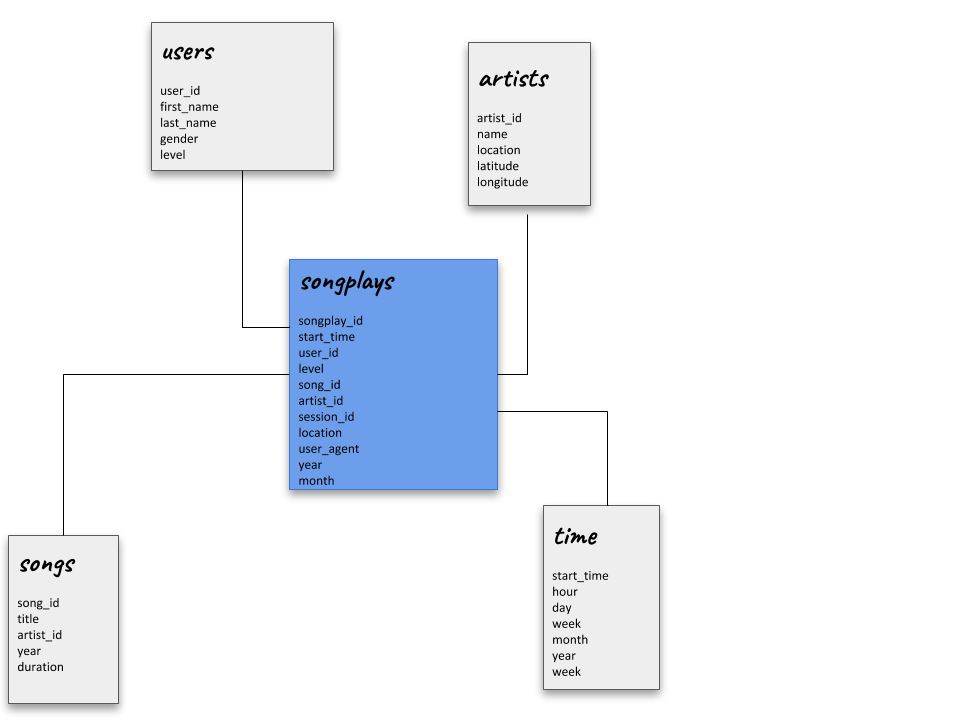 users
user_id
first_name
last_name
gender
level
artists
artist_id
name
location
latitude
longitude
songplays
songplay_id
start_time
user_id
level
song_id
artist_id
session_id
location
user_agent
year
month
songs
song_id
title
artist_id
year
duration
time
start_time
hour
day
week
month
year
week